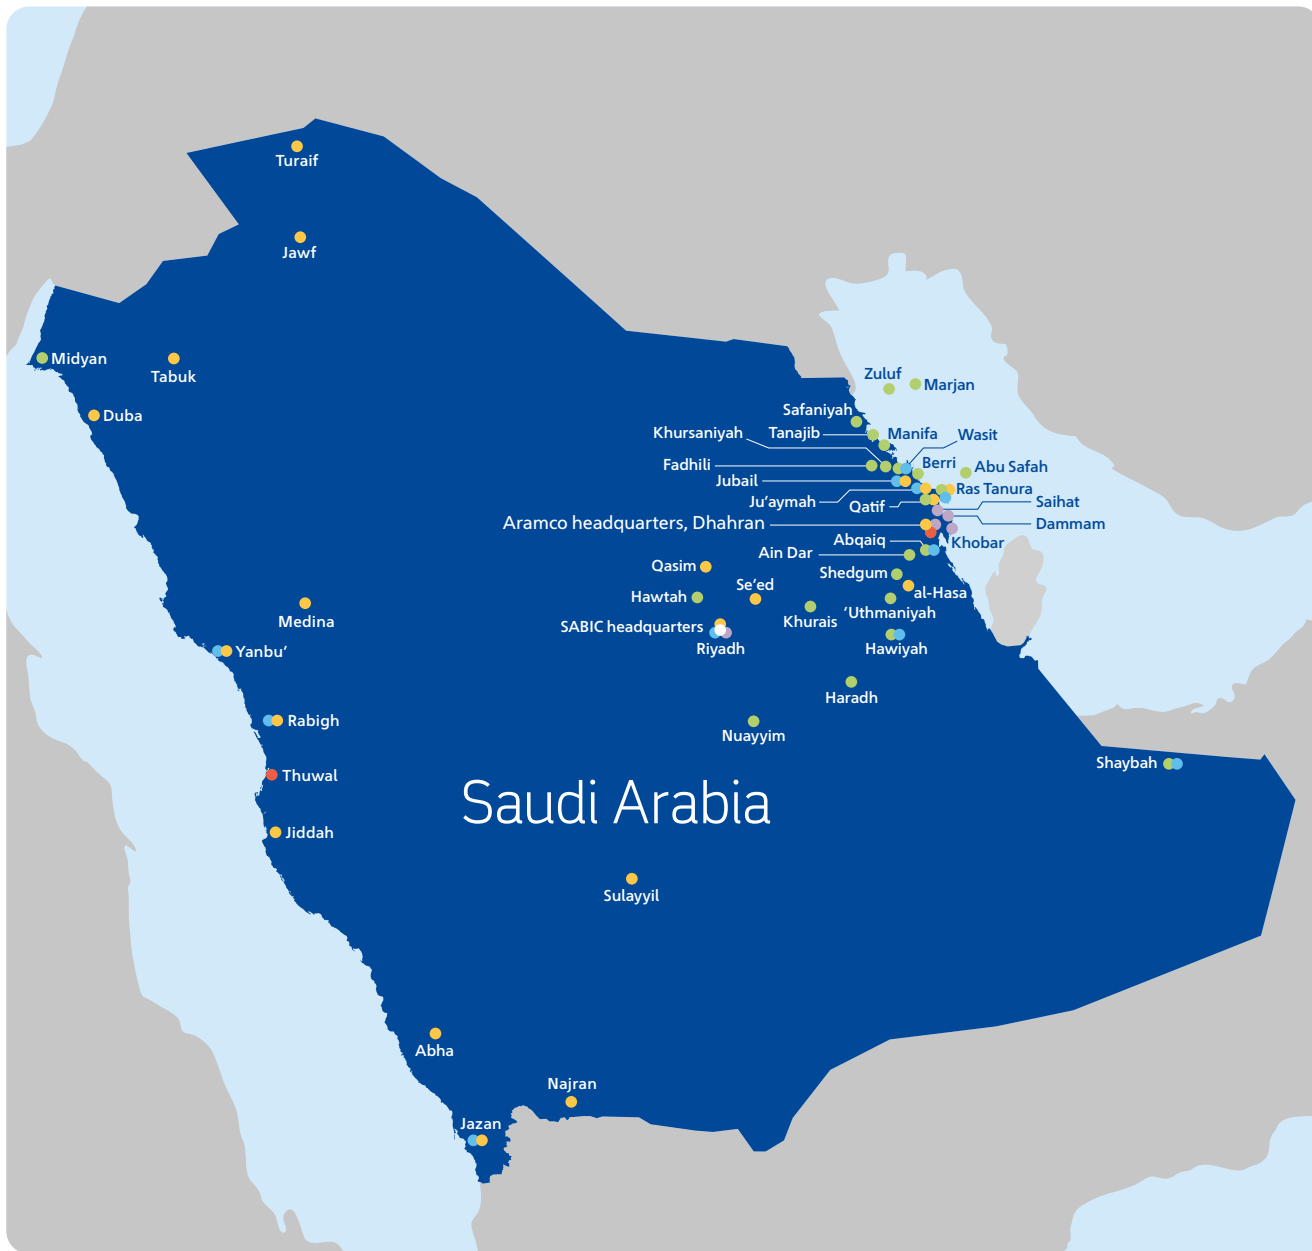 Turaif
Jawf
Midyan
Tabuk
Duba
Zuluf
Marjan
Safaniyah
Khursaniyah
Tanajib
Manifa
Wasit
Fadhili
Berri
Abu Safah
Jubail
Ras Tanura
Ju’aymah
Qatif
Saihat
Aramco headquarters, Dhahran
Dammam
Abqaiq
Khobar
Ain Dar
Qasim
Shedgum
Se’ed
al-Hasa
Hawtah
‘Uthmaniyah
Khurais
Medina
SABIC headquarters
Riyadh
Hawiyah
Yanbu’
Haradh
Rabigh
Nuayyim
Shaybah
Thuwal
Saudi Arabia
Jiddah
Sulayyil
Abha
Najran
Jazan